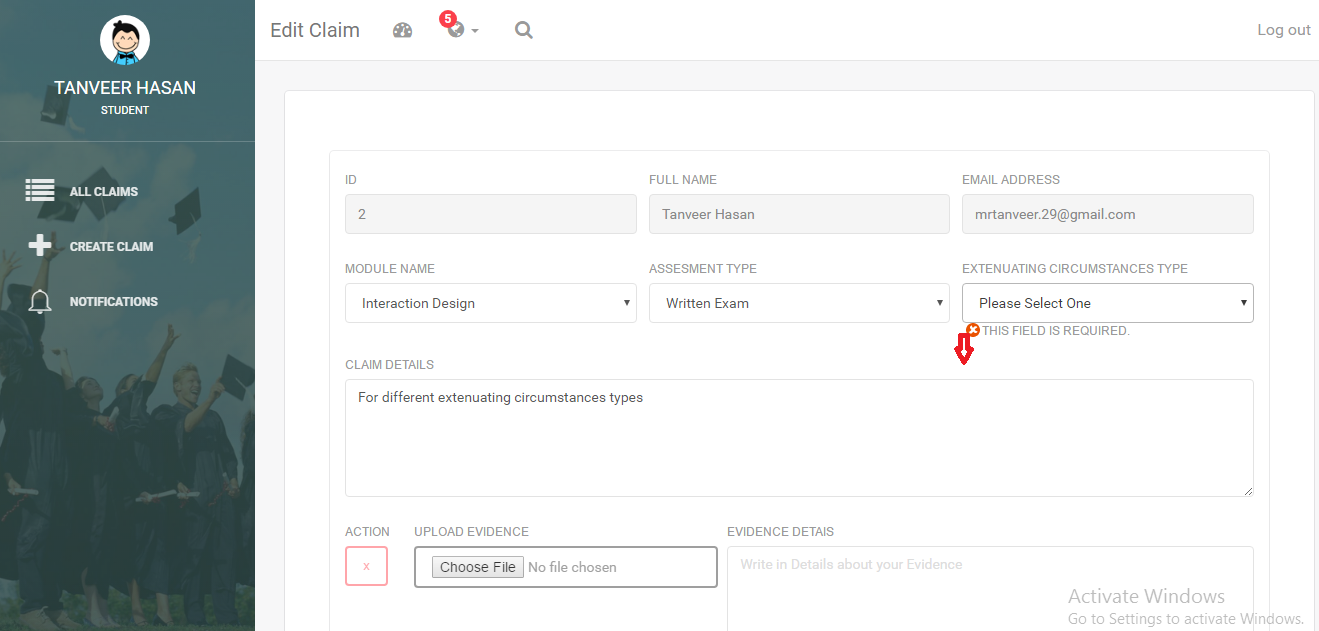 TANVEER HASAN
STUDENT
ALL CLAIMS
CREATE CLAIM
NOTIFICATIONS
Edit Claim
5
Log out
ID
FULL NAME
EMAIL ADDRESS
2
Tanveer Hasan
mrtanveer.29@gmail.com
MODULE NAME
ASSESMENT TYPE
EXTENUATING CIRCUMSTANCES TYPE
Interaction Design
Written Exam
Please Select One
THIS FIELD IS REQUIRED.
CLAIM DETAILS
For different extenuating circumstances types
ACTION
UPLOAD EVIDENCE
EVIDENCE DETAIS
x
Choose File No file chosen
Write in Details about your Evidence
Activate Windows
Go to Settings to activate Windows.